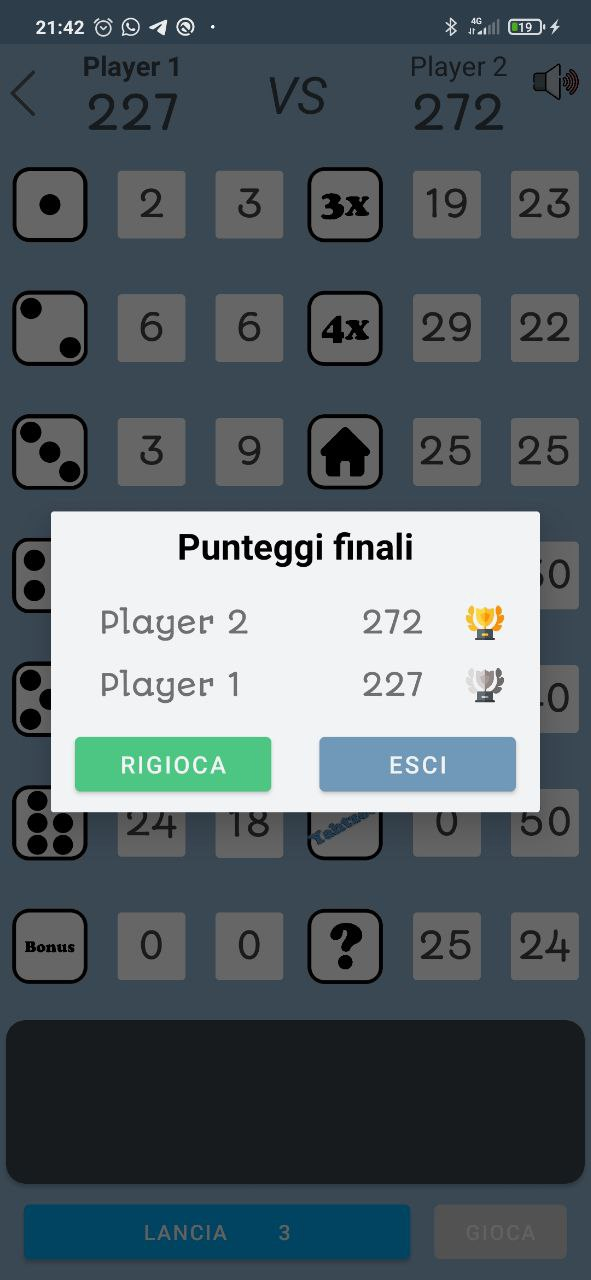 21:42 4G 19
Player 1 VS Player 2
227 272
2 3 3x 19 23
6 6 4x 29 22
3 9 25 25
Punteggi finali
Player 2 272
Player 1 227
RIGIOCA ESCI
24 18 0 50
Bonus 0 0 ? 25 24
LANCIA 3 GIOCA